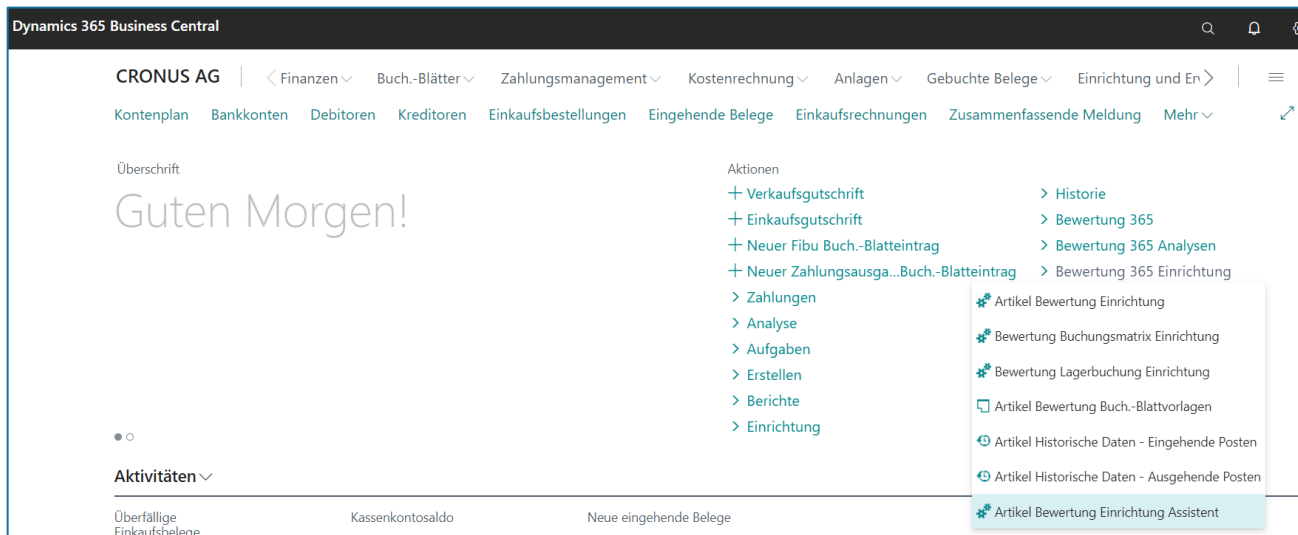 Dynamics 365 Business Central
CRONUS AG
Finanzen
Buch.-Blätter
Zahlungsmanagement
Kostenrechnung
Anlagen
Gebuchte Belege
Einrichtung und Er
Kontenplan
Bankkonten
Debitoren
Kreditoren
Einkaufsbestellungen
Eingehende Belege
Einkaufsrechnungen
Zusammenfassende Meldung
Mehr
Überschrift
Guten Morgen!
Aktionen
Verkaufsgutschrift
Einkaufsgutschrift
Neuer Fibu Buch.-Blatteintrag
Neuer Zahlungsausga...Buch.-Blatteintrag
Zahlungen
Analyse
Aufgaben
Erstellen
Berichte
Einrichtung
Historie
Bewertung 365
Bewertung 365 Analysen
Bewertung 365 Einrichtung
Artikel Bewertung Einrichtung
Bewertung Buchungsmatrix Einrichtung
Bewertung Lagerbuchung Einrichtung
Artikel Bewertung Buch.-Blattvorlagen
Artikel Historische Daten - Eingehende Posten
Artikel Historische Daten - Ausgehende Posten
Artikel Bewertung Einrichtung Assistent
Aktivitäten
Überfällige
Einkaufsbelege
Kassenkontosaldo
Neue eingehende Belege